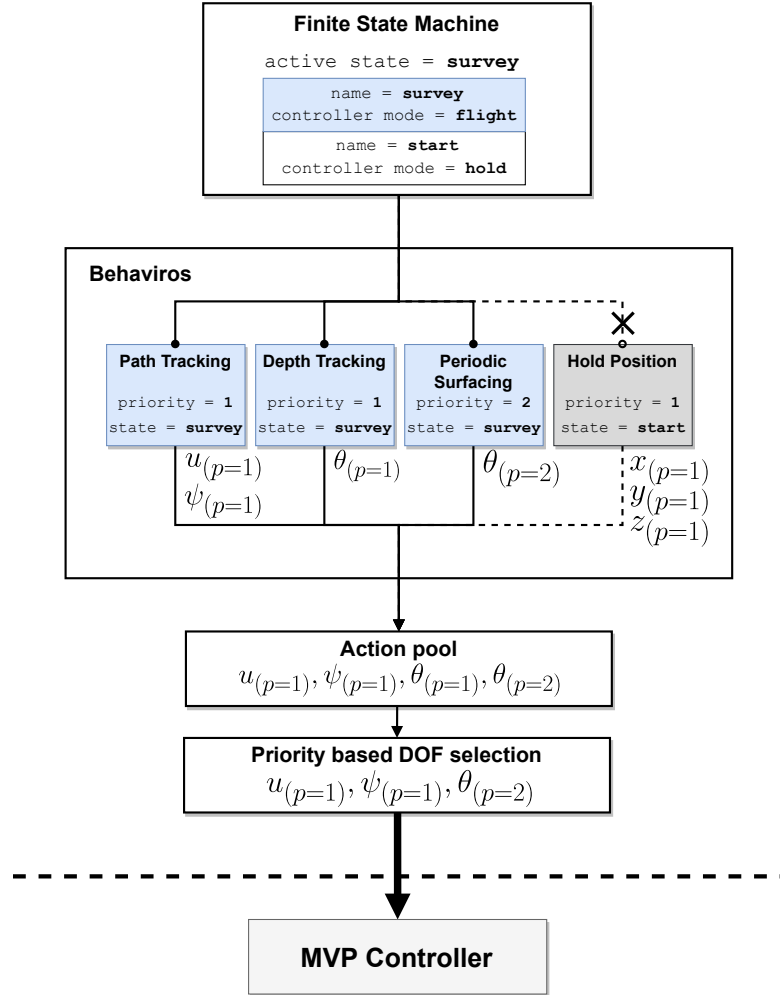 Finite State Machine
active state = survey
name = survey
controller mode = flight
name = start
controller mode = hold
Behaviros
Path Tracking
priority = 1
state = survey
u(p=1)
ψ(p=1)
Depth Tracking
priority = 1
state = survey
θ(p=1)
Periodic
Surfacing
priority = 2
state = survey
θ(p=2)
Hold Position
priority = 1
state = start
x(p=1)
y(p=1)
z(p=1)
Action pool
u(p=1), ψ(p=1), θ(p=1), θ(p=2)
Priority based DOF selection
u(p=1), ψ(p=1), θ(p=2)
MVP Controller